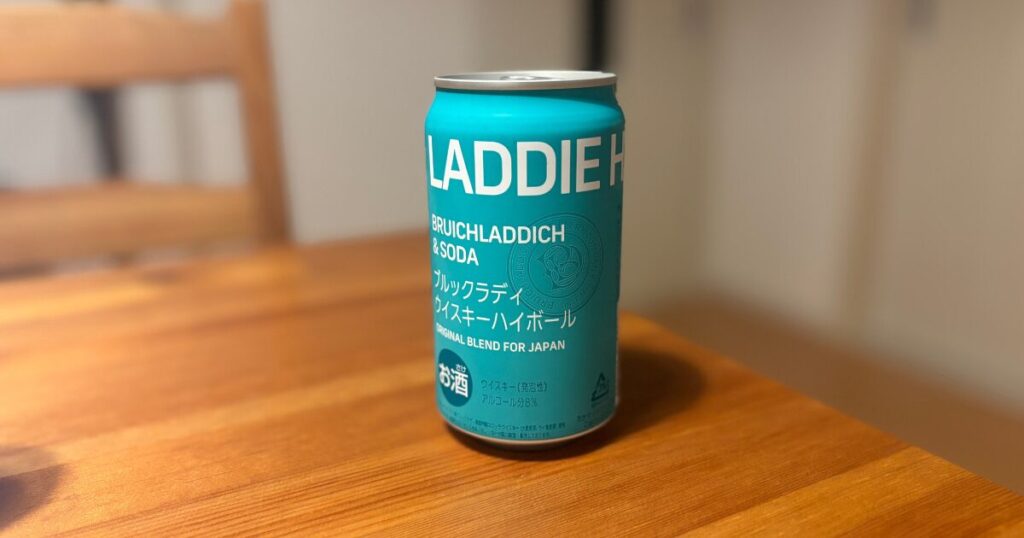 LADDIE H
BRUICHLADDICH
& SODA
ブルックラディ
ウイスキーハイボール
ORIGINAL BLEND FOR JAPAN
さけ
お酒
ウイスキー(発泡性)
アルコール分8%